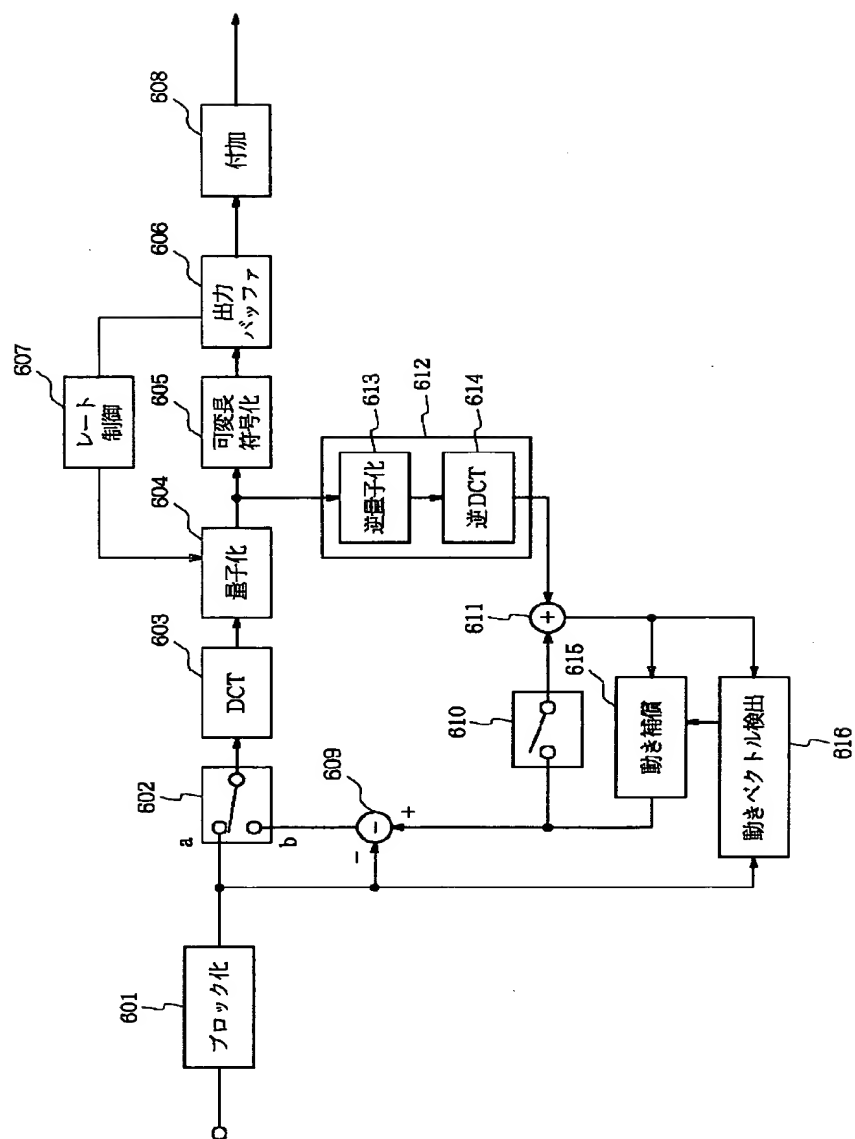 608
付加
606
出力
バッファ
607
レート
制御
605
可変長
符号化
604
量子化
603
DCT
602
a
b
601
ブロック化
609
-
-
+
610
611
+
612
613
逆量子化
614
逆DCT
615
動き補償
616
動きベクトル検出